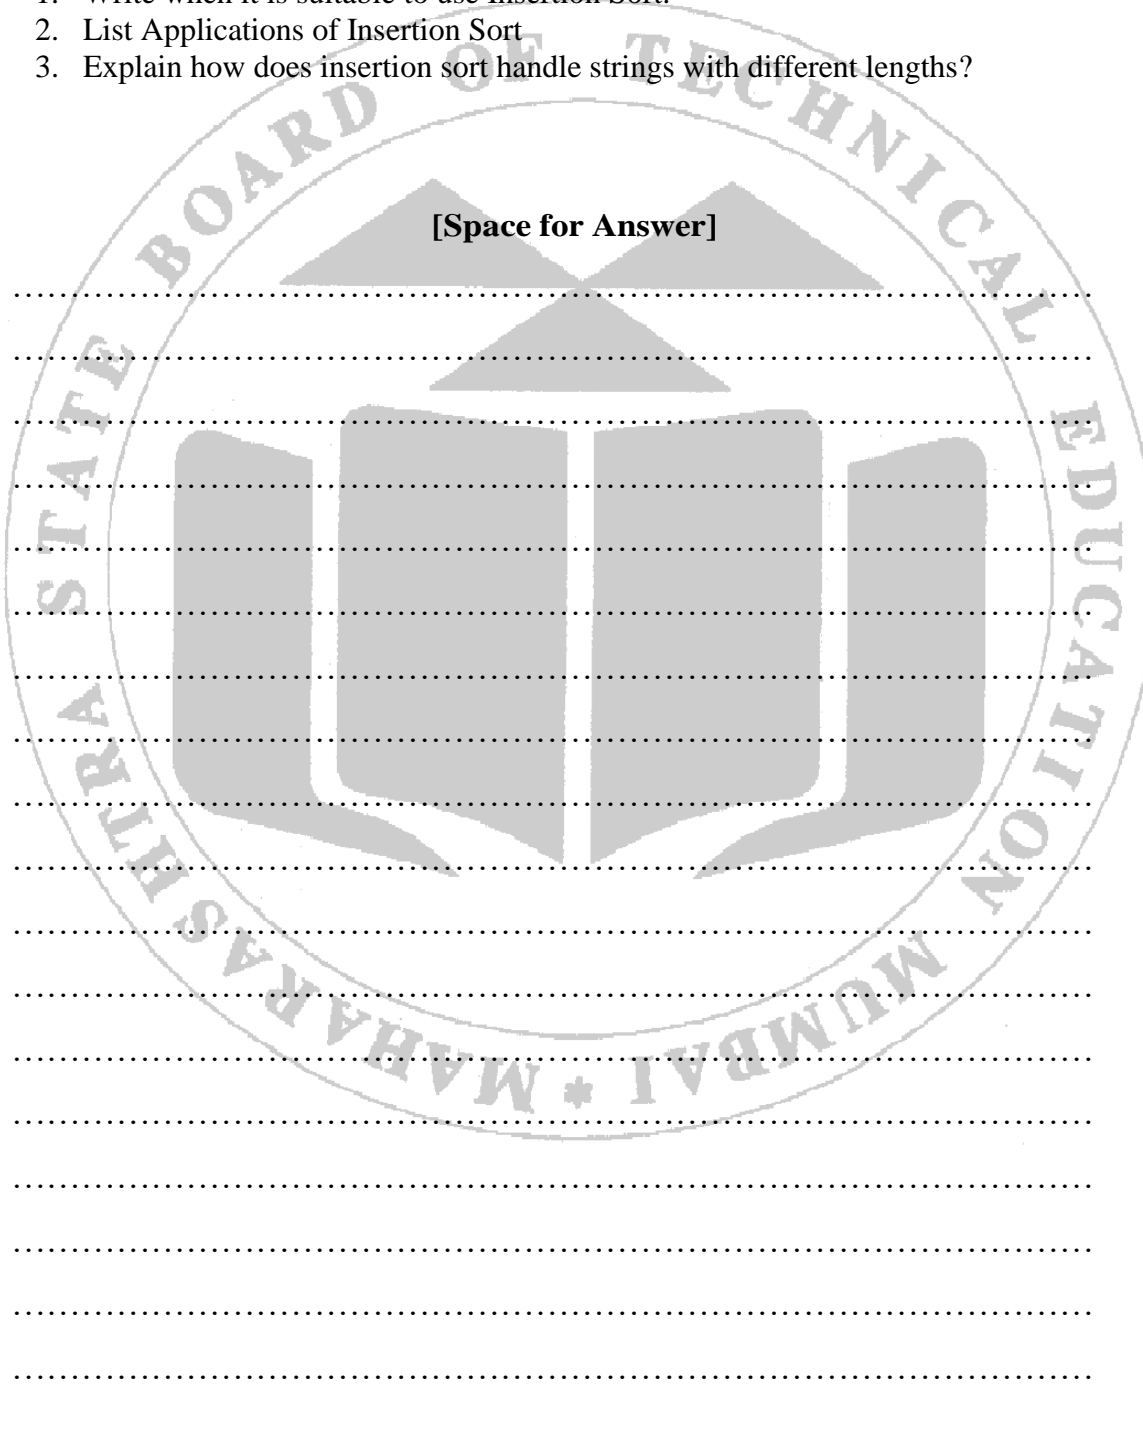 1. Write when it is suitable to use Insertion Sort.
2. List Applications of Insertion Sort
3. Explain how does insertion sort handle strings with different lengths?
MAHARASHTRA STATE BOARD OF TECHNICAL EDUCATION MUMBAI *
[Space for Answer]